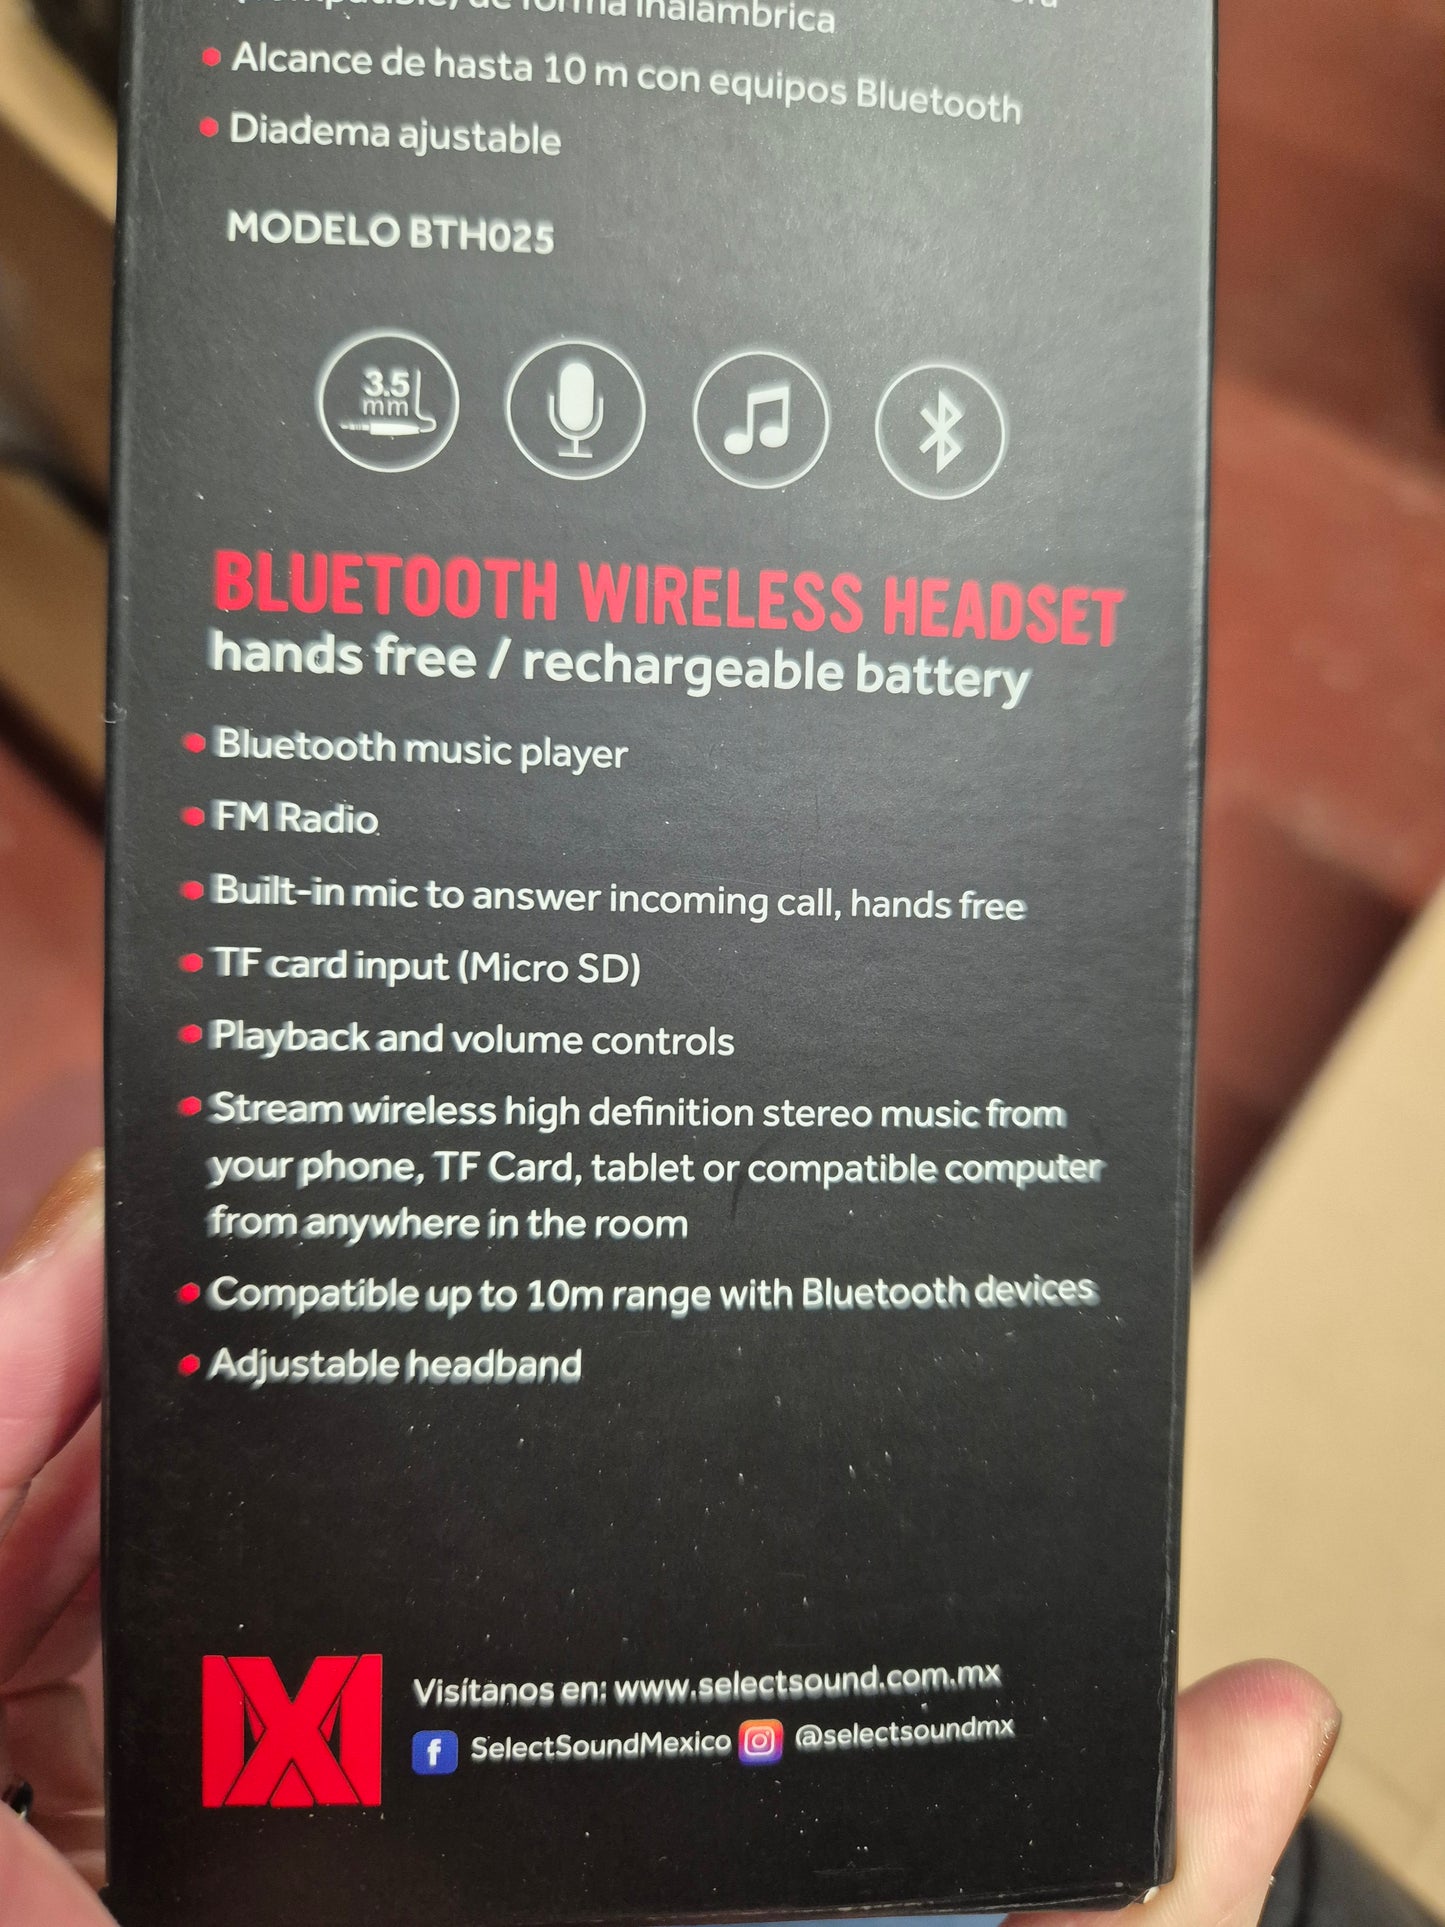 (compatible) de forma inalámbrica
Alcance de hasta 10 m con equipos Bluetooth
Diadema ajustable
MODELO BTH025
3.5
mm
BLUETOOTH WIRELESS HEADSET
hands free / rechargeable battery
Bluetooth music player
FM Radio
Built-in mic to answer incoming call, hands free
TF card input (Micro SD)
Playback and volume controls
Stream wireless high definition stereo music from
your phone, TF Card, tablet or compatible computer
from anywhere in the room
Compatible up to 10m range with Bluetooth devices
Adjustable headband
Visítanos en: www.selectsound.com.mx
SelectSoundMexico @selectsoundmx